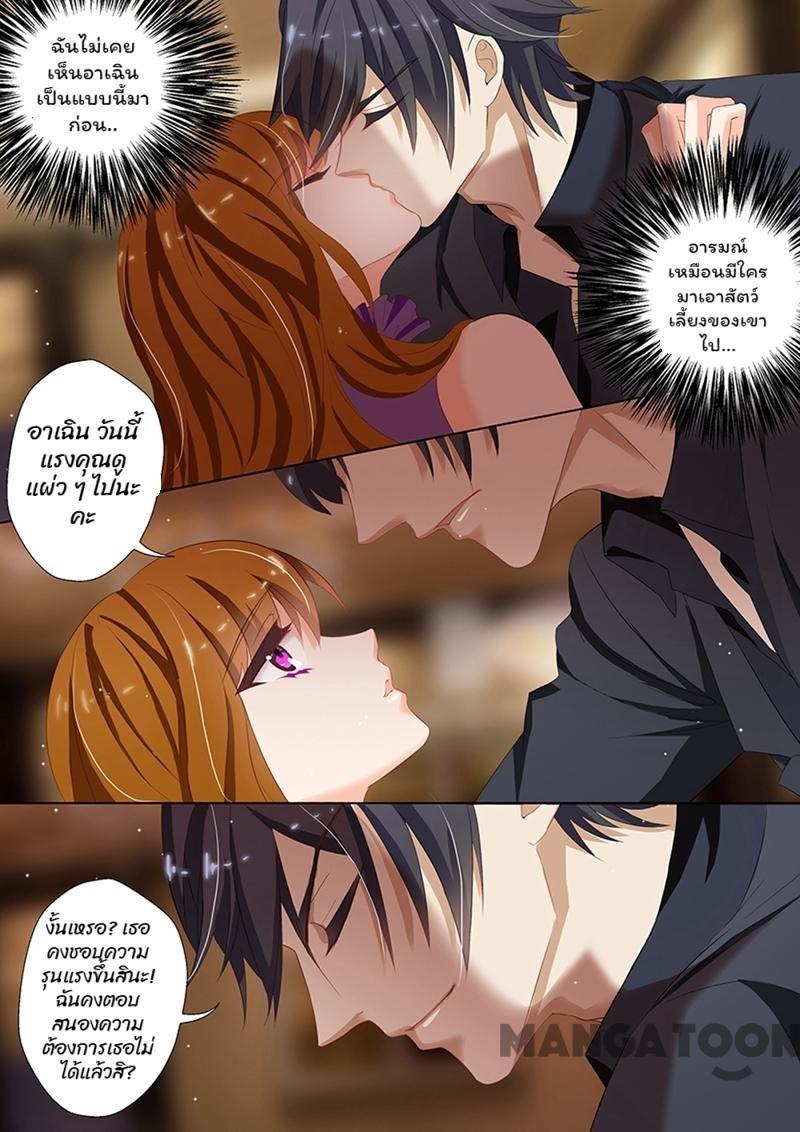 ฉันไม่เคย
เห็นอาเฉิน
เป็นแบบนี้มา
ก่อน..
อารมณ์
เหมือนมีใคร
มาเอาสัตว์
เลี้ยงของเขา
ไป...
อาเฉิน วันนี้
แรงคุณดู
แผ่ว ๆ ไปนะ
คะ
งั้นเหรอ? เธอ
คงชอบความ
รุนแรงขึ้นสินะ!
ฉันคงตอบ
สนองความ
ต้องการเธอไม่
ได้แล้วสิ?
MANGATOON